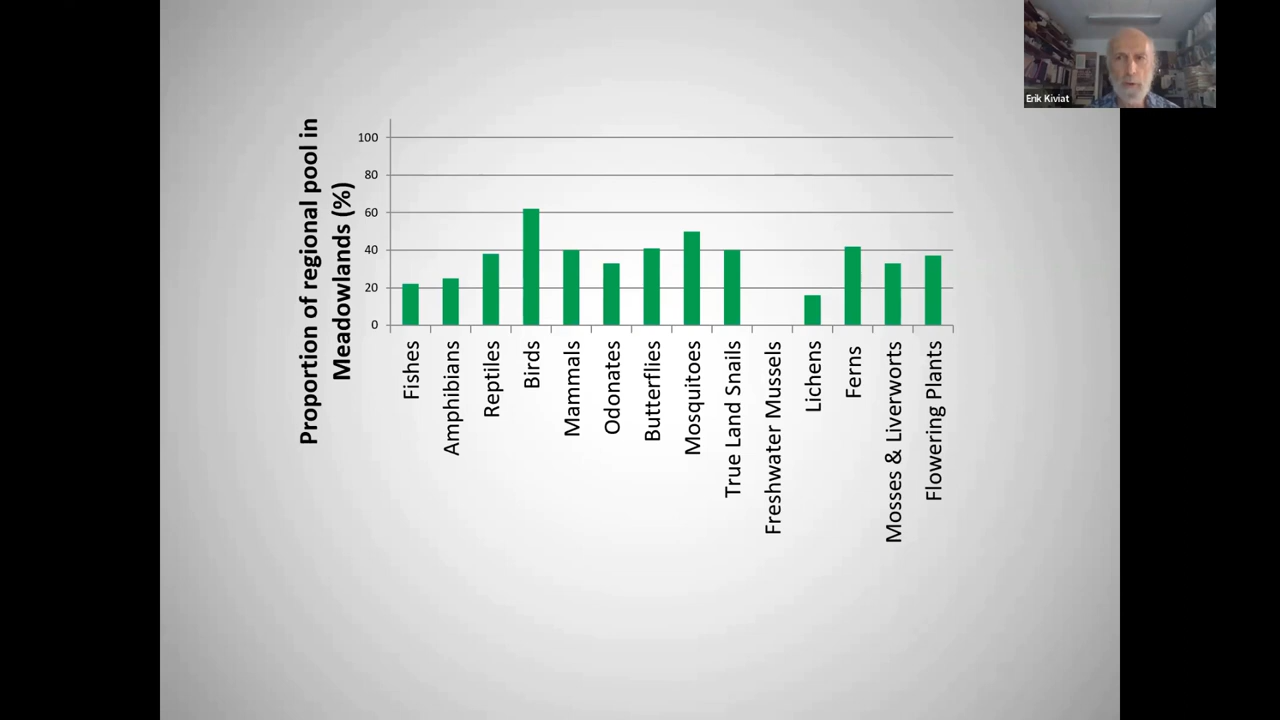 Erik Kiviat
Proportion of regional pool in
Meadowlands (%)
100
80
60
40
20
0
Fishes
Amphibians
Reptiles
Birds
Mammals
Odonates
Butterflies
Mosquitoes
True Land Snails
Freshwater Mussels
Lichens
Ferns
Mosses & Liverworts
Flowering Plants